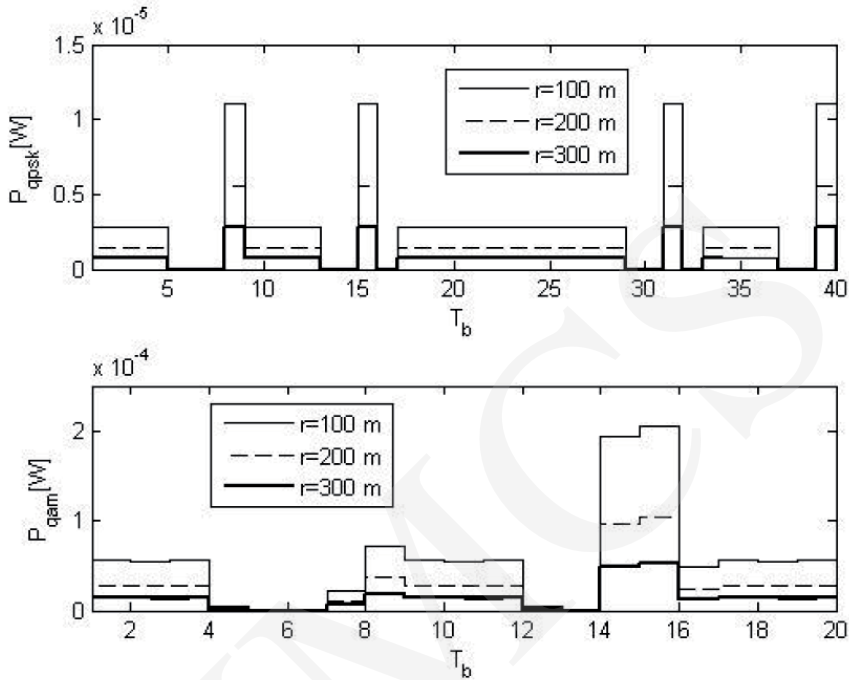 x 10^-5
1.5
1
0.5
0
P_qpsk[W]
r=100 m
r=200 m
r=300 m
5 10 15 20 25 30 35 40
T_b
x 10^-4
2
1
0
P_qam[W]
r=100 m
r=200 m
r=300 m
2 4 6 8 10 12 14 16 18 20
T_b